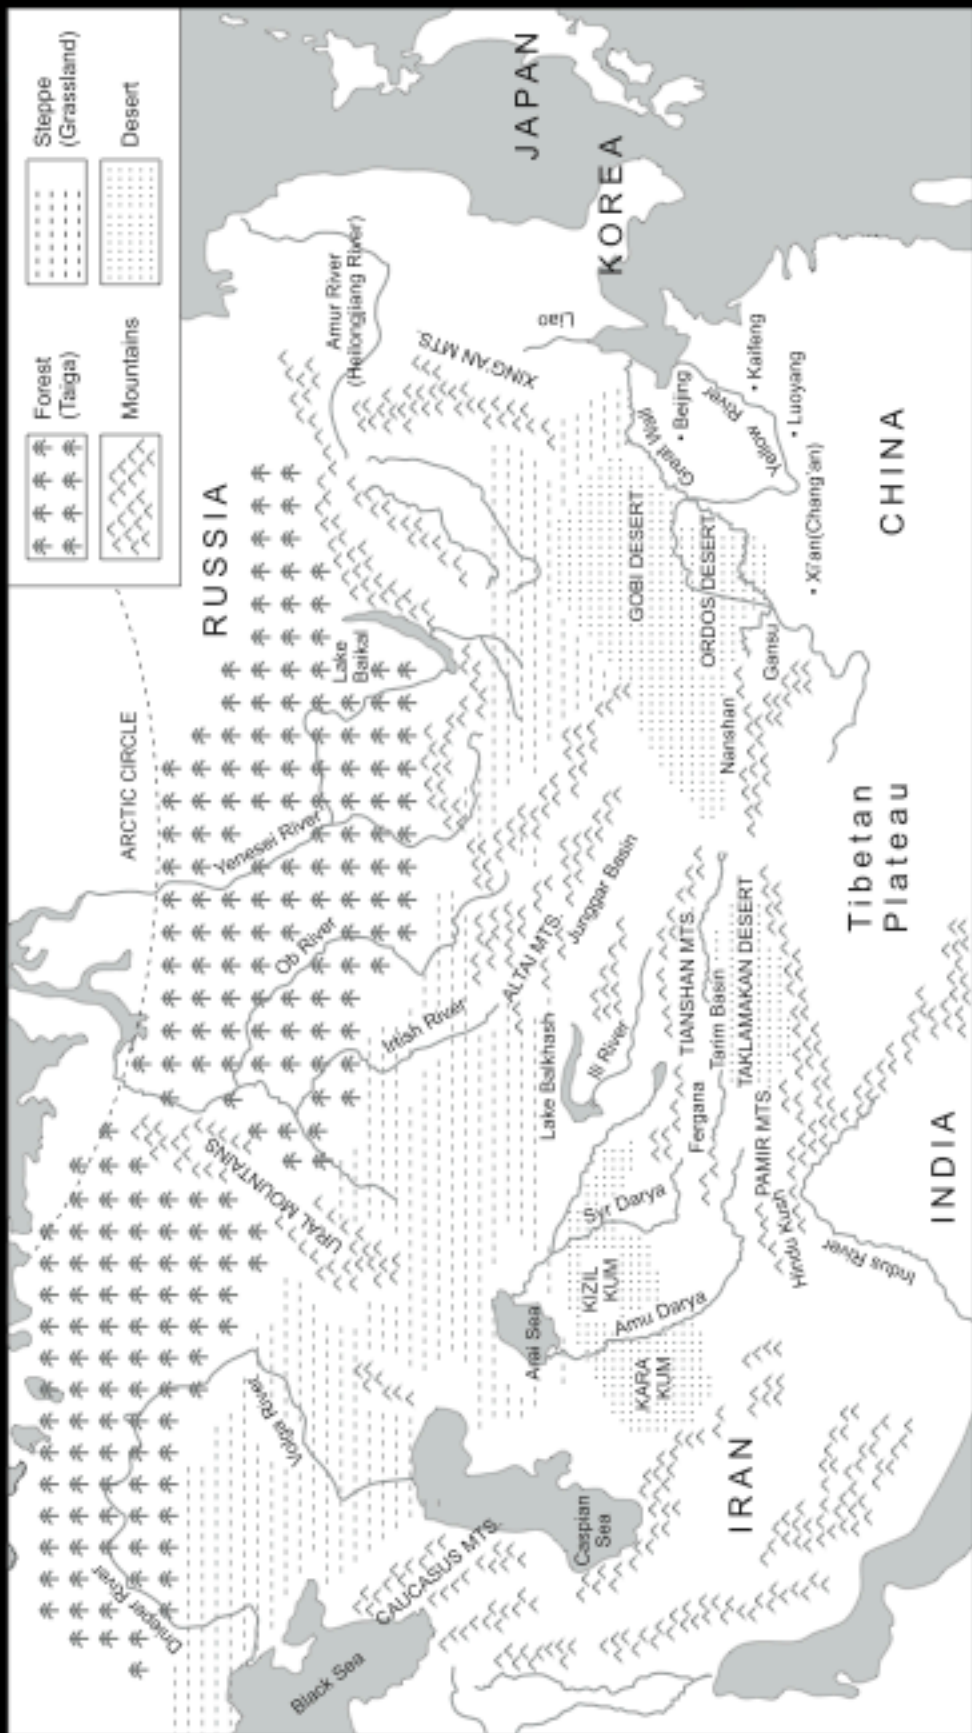 Forest
(Taiga)
Steppe
(Grassland)
Mountains
Desert
ARCTIC CIRCLE
RUSSIA
JAPAN
KOREA
CHINA
Tibetan
Plateau
INDIA
IRAN
Dnieper River
Volga River
URAL MOUNTAINS
Ob River
Yenesei River
Irtish River
Lake
Baikal
Amur River
(Heilongjiang River)
XING'AN MTS.
Liao
Black Sea
CAUCASUS MTS.
Caspian
Sea
Aral Sea
KIZIL
KUM
KARA
KUM
Syr Darya
Amu Darya
Lake Balkhash
Ili River
ALTAI MTS.
Junggar Basin
TIANSHAN MTS.
Fergana
Tarim Basin
TAKLAMAKAN DESERT
PAMIR MTS.
Hindu Kush
Indus River
GOBI DESERT
ORDOS DESERT
Nanshan
Gansu
Great Wall
Beijing
Yellow
River
Kaifeng
Luoyang
Xi'an(Chang'an)